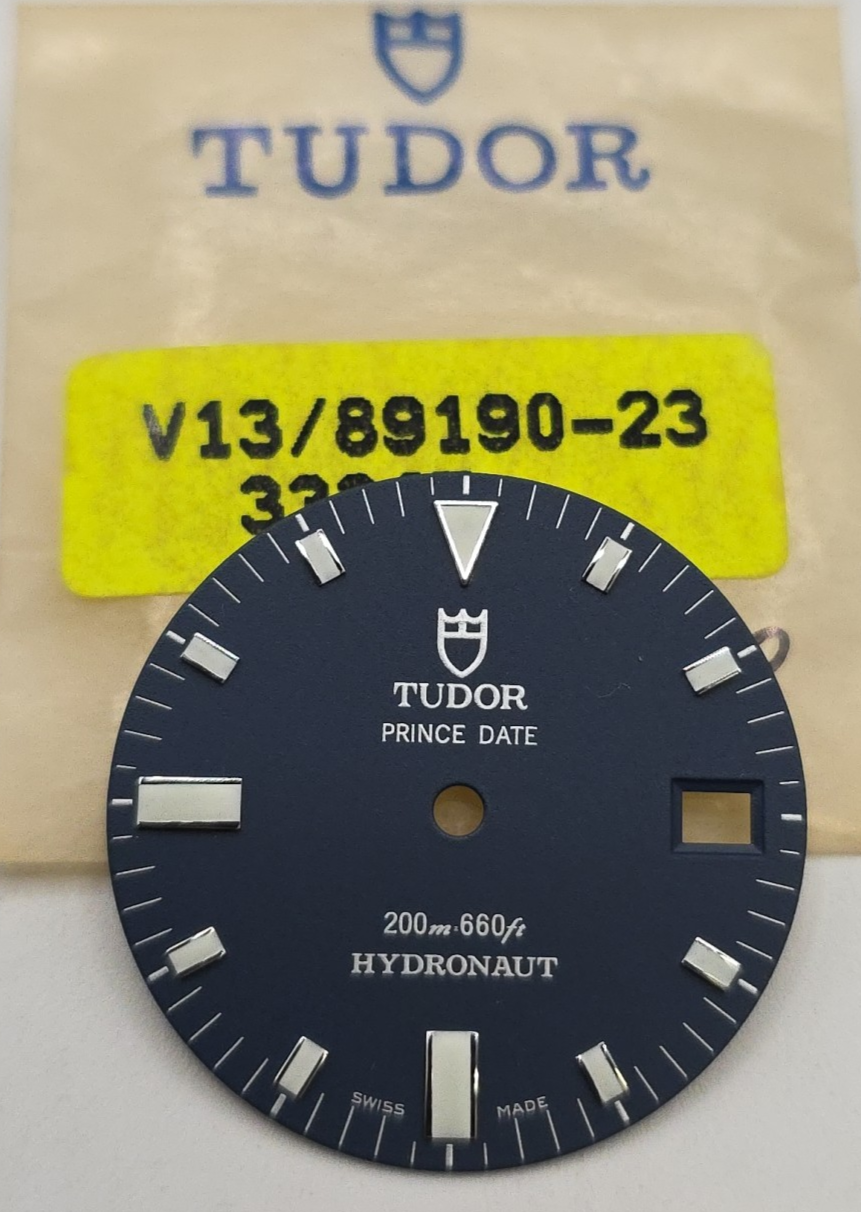 TUDOR
V13/89190-23
TUDOR
PRINCE DATE
200m·660ft
HYDRONAUT
SWISS MADE